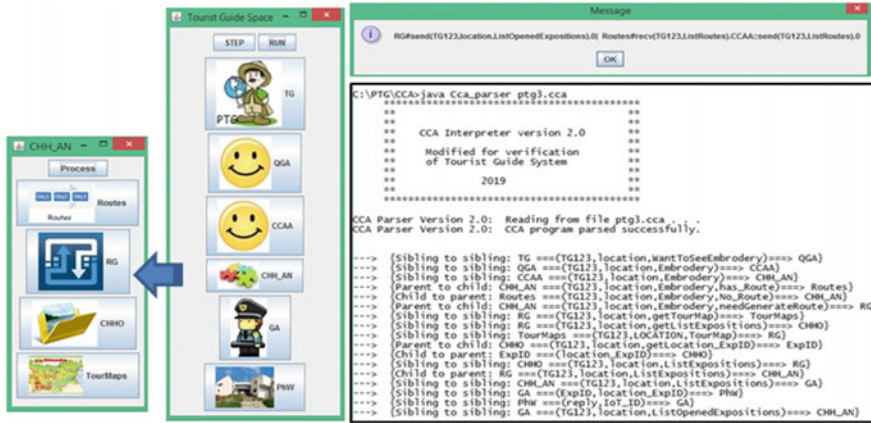 CHH_AN
Process
Routes
Routes
RG
CHHO
TourMaps
Tourist Guide Space
STEP RUN
PTG
TG
QGA
CCAA
CHH_AN
GA
PhW
Message
RG#send(TG123,location,ListOpenedExpositions).0| Routes#recv(TG123,ListRoutes).CCAA::send(TG123,ListRoutes).0
OK
C:\PTG\CCA>java Cca_parser ptg3.cca
**********************************************
** **
** CCA Interpreter version 2.0 **
** **
** Modified for verification **
** of Tourist Guide System **
** **
** 2019 **
** **
**********************************************
CCA Parser Version 2.0: Reading from file ptg3.cca . . .
CCA Parser Version 2.0: CCA program parsed successfully.
---> {Sibling to sibling: TG ===(TG123,location,WantToSeeEmbrodery)===> QGA}
---> {Sibling to sibling: QGA ===(TG123,location,Embrodery)===> CCAA}
---> {Sibling to sibling: CCAA ===(TG123,location,Embrodery)===> CHH_AN}
---> {Parent to child: CHH_AN ===(TG123,location,Embrodery,has_Route)===> Routes}
---> {Child to parent: Routes ===(TG123,location,Embrodery,No_Route)===> CHH_AN}
---> {Parent to child: CHH_AN ===(TG123,location,Embrodery,needGenerateRoute)===> RG
---> {Sibling to sibling: RG ===(TG123,location,getTourMap)===> TourMaps}
---> {Sibling to sibling: RG ===(TG123,location,getListExpositions)===> CHHO}
---> {Sibling to sibling: TourMaps ===(TG123,LOCATION,TourMap)===> RG}
---> {Parent to child: CHHO ===(TG123,location,getLocation_ExpID)===> ExpID}
---> {Child to parent: ExpID ===(location_ExpID)===> CHHO}
---> {Sibling to sibling: CHHO ===(TG123,location,ListExpositions)===> RG}
---> {Child to parent: RG ===(TG123,location,ListExpositions)===> CHH_AN}
---> {Sibling to sibling: CHH_AN ===(TG123,location,ListExpositions)===> GA}
---> {Sibling to sibling: GA ===(ExpID,location_ExpID)===> PhW}
---> {Sibling to sibling: PhW ===(reply,IoT_ID)===> GA}
---> {Sibling to sibling: GA ===(TG123,location,ListOpenedExpositions)===> CHH_AN}